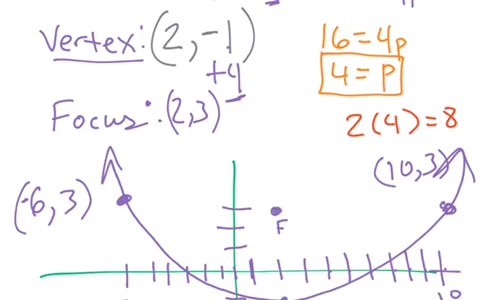 Vertex: (2, -1)
+4
Focus: (2,3)
16 = 4p
4 = p
2(4) = 8
(-6, 3)
(10, 3)
F
10